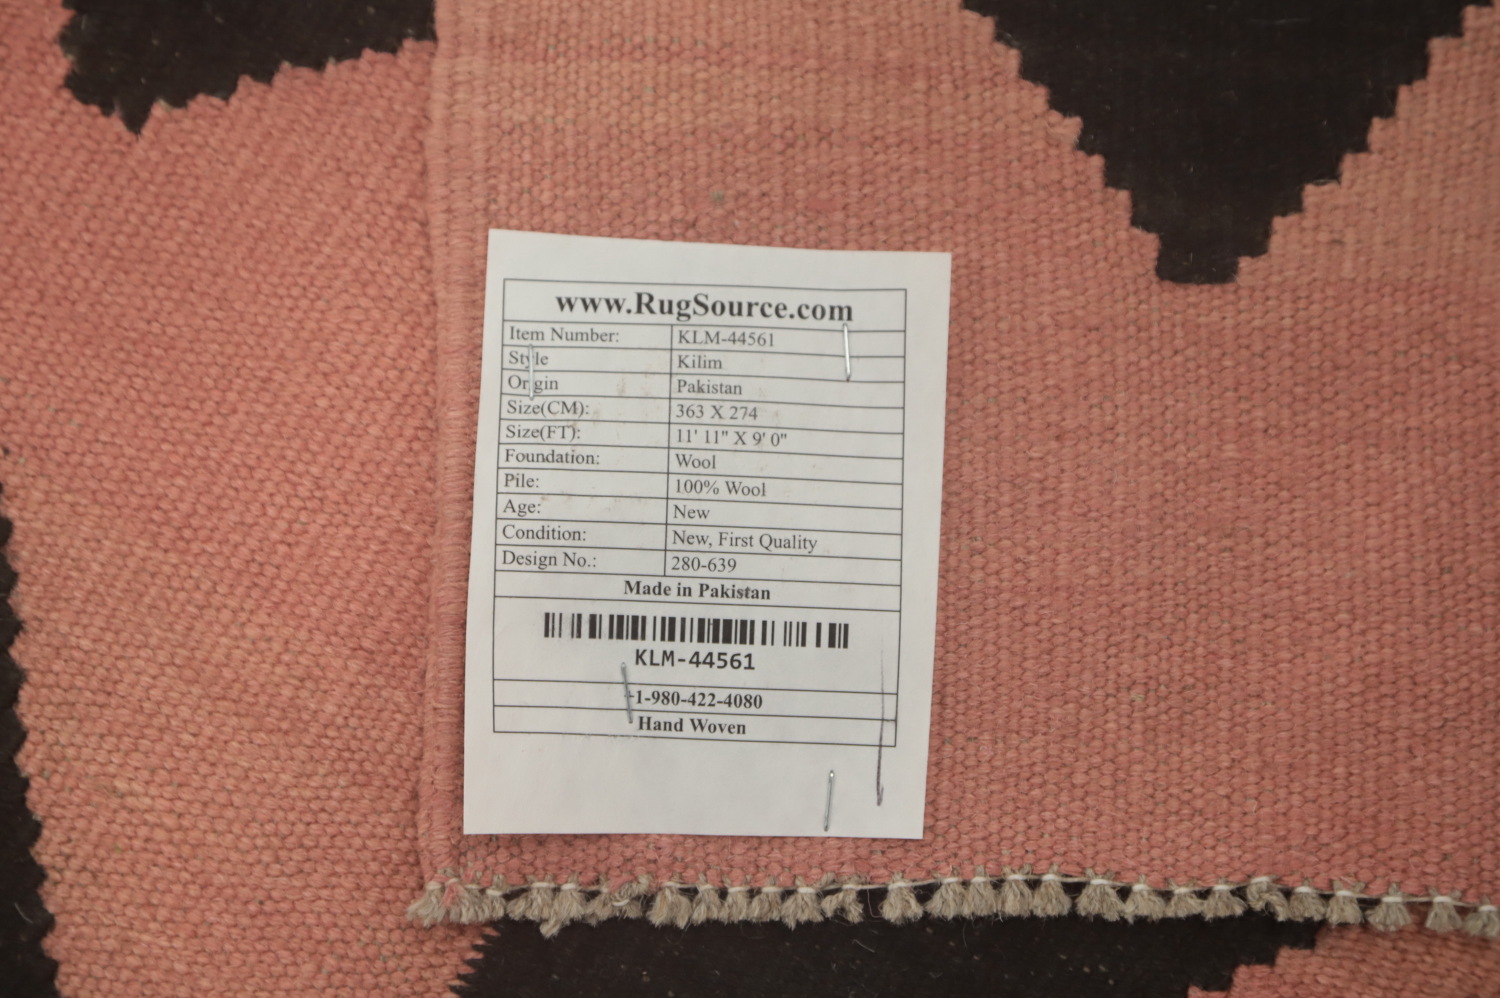 www.RugSource.com
Item Number: KLM-44561
Style Kilim
Origin Pakistan
Size(CM): 363 X 274
Size(FT): 11' 11" X 9' 0"
Foundation: Wool
Pile: 100% Wool
Age: New
Condition: New, First Quality
Design No.: 280-639
Made in Pakistan
KLM-44561
+1-980-422-4080
Hand Woven